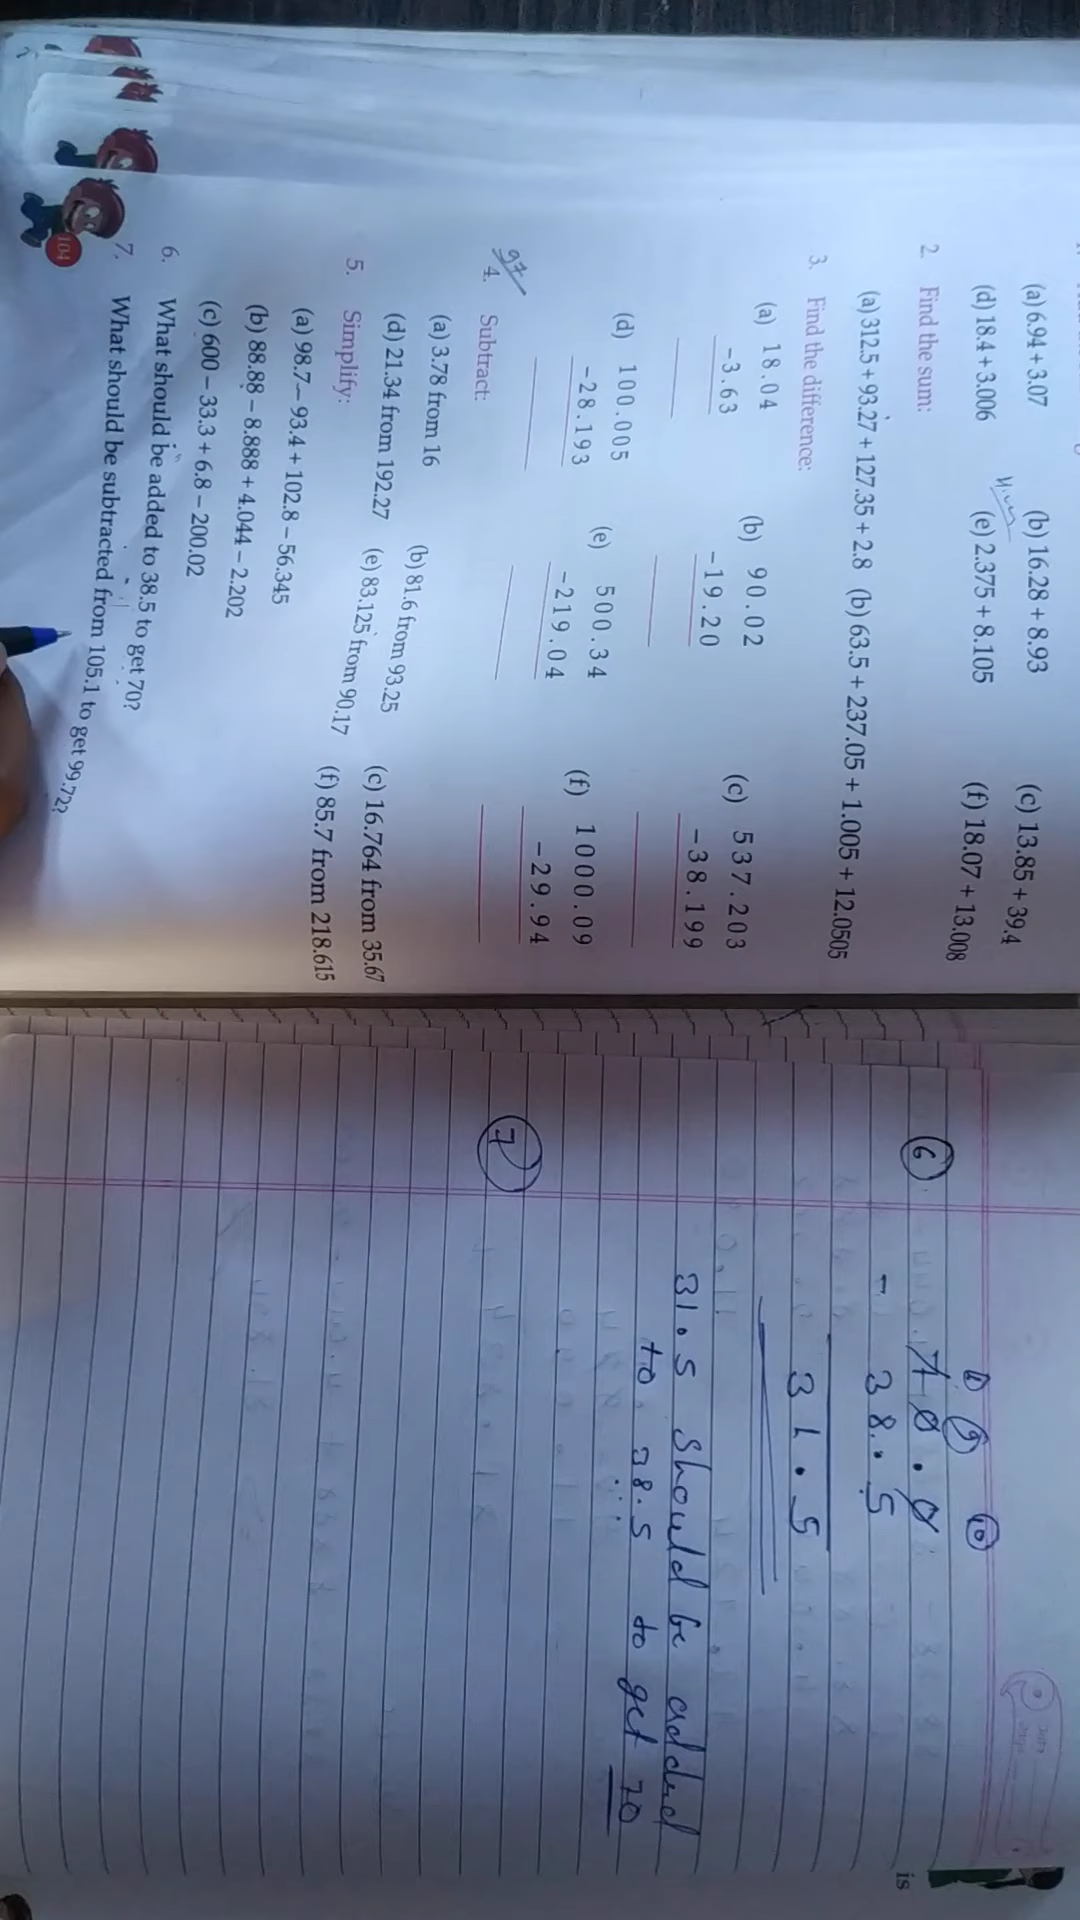 (a) 6.94 + 3.07 (b) 16.28 + 8.93 (c) 13.85 + 39.4
(d) 18.4 + 3.006 (e) 2.375 + 8.105 (f) 18.07 + 13.008
2. Find the sum:
(a) 312.5 + 93.27 + 127.35 + 2.8 (b) 63.5 + 237.05 + 1.005 + 12.0505
3. Find the difference:
(a) 18.04 (b) 90.02 (c) 537.203
-3.63 -19.20 -38.199
(d) 100.005 (e) 500.34 (f) 1000.09
-28.193 -219.04 -29.94
97
4. Subtract:
(a) 3.78 from 16 (b) 81.6 from 93.25 (c) 16.764 from 35.67
(d) 21.34 from 192.27 (e) 83.125 from 90.17 (f) 85.7 from 218.615
5. Simplify:
(a) 98.7 – 93.4 + 102.8 – 56.345
(b) 88.88 – 8.888 + 4.044 – 2.202
(c) 600 – 33.3 + 6.8 – 200.02
6. What should be added to 38.5 to get 70?
7. What should be subtracted from 105.1 to get 99.72?
104
6 9 10
6 70.0
- 38.5
31.5
31.5 should be added
to 38.5 to get 70
7
is